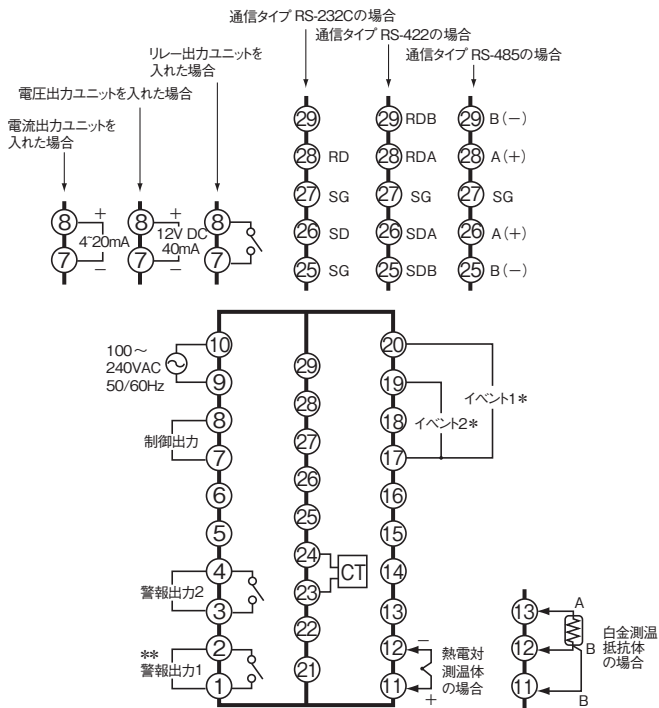 通信タイプ RS-232Cの場合
通信タイプ RS-422の場合
通信タイプ RS-485の場合
リレー出力ユニットを
入れた場合
電圧出力ユニットを入れた場合
電流出力ユニットを
入れた場合
29
28 RD
27 SG
26 SD
25 SG
29 RDB
28 RDA
27 SG
26 SDA
25 SDB
29 B(−)
28 A(+)
27 SG
26 A(+)
25 B(−)
8 +
4~20mA
7 −
8 +
12V DC
40mA
7 −
8
7
100～
240VAC
50/60Hz
10
9
8
制御出力
7
6
5
4
警報出力2
3
2
**
警報出力1
1
29
28
27
26
25
24
CT
23
22
21
20
イベント1*
19
イベント2*
18
17
16
15
14
13
12 −
熱電対
測温体
の場合
11 +
13 A
12 B
白金測温
抵抗体
の場合
11 B